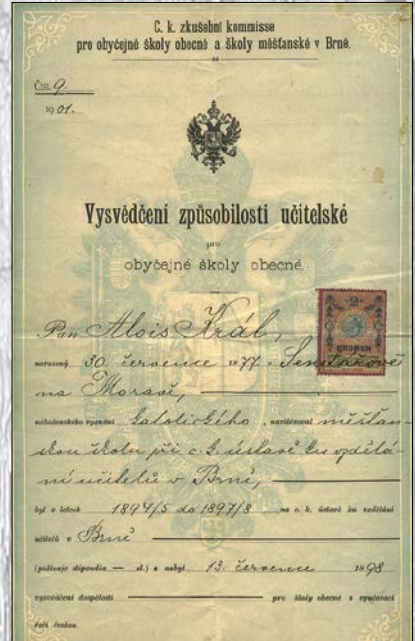 C. k. zkušební kommisse
pro obyčejné školy obecné a školy měšťanské v Brně.
Čís. 9.
1901.
Vysvědčení způsobilosti učitelské
pro
obyčejné školy obecné.
2
KRONEN
Pan Alois Král,
narozený 30. července 1877 v Senetářově
na Moravě,
náboženského vyznání katolického, navštěvoval měšťan-
skou školu při c. k. ústavě ku vzdělá-
ní učitelů v Brně,
byl v letech 1894/5 do 1897/8 na c. k. ústavě ku vzdělání
učitelů v Brně
(požívaje stipendia — zl.) a nabyl 13. července 1898
vysvědčení dospělosti pro školy obecné s vyučovací
řečí českou.